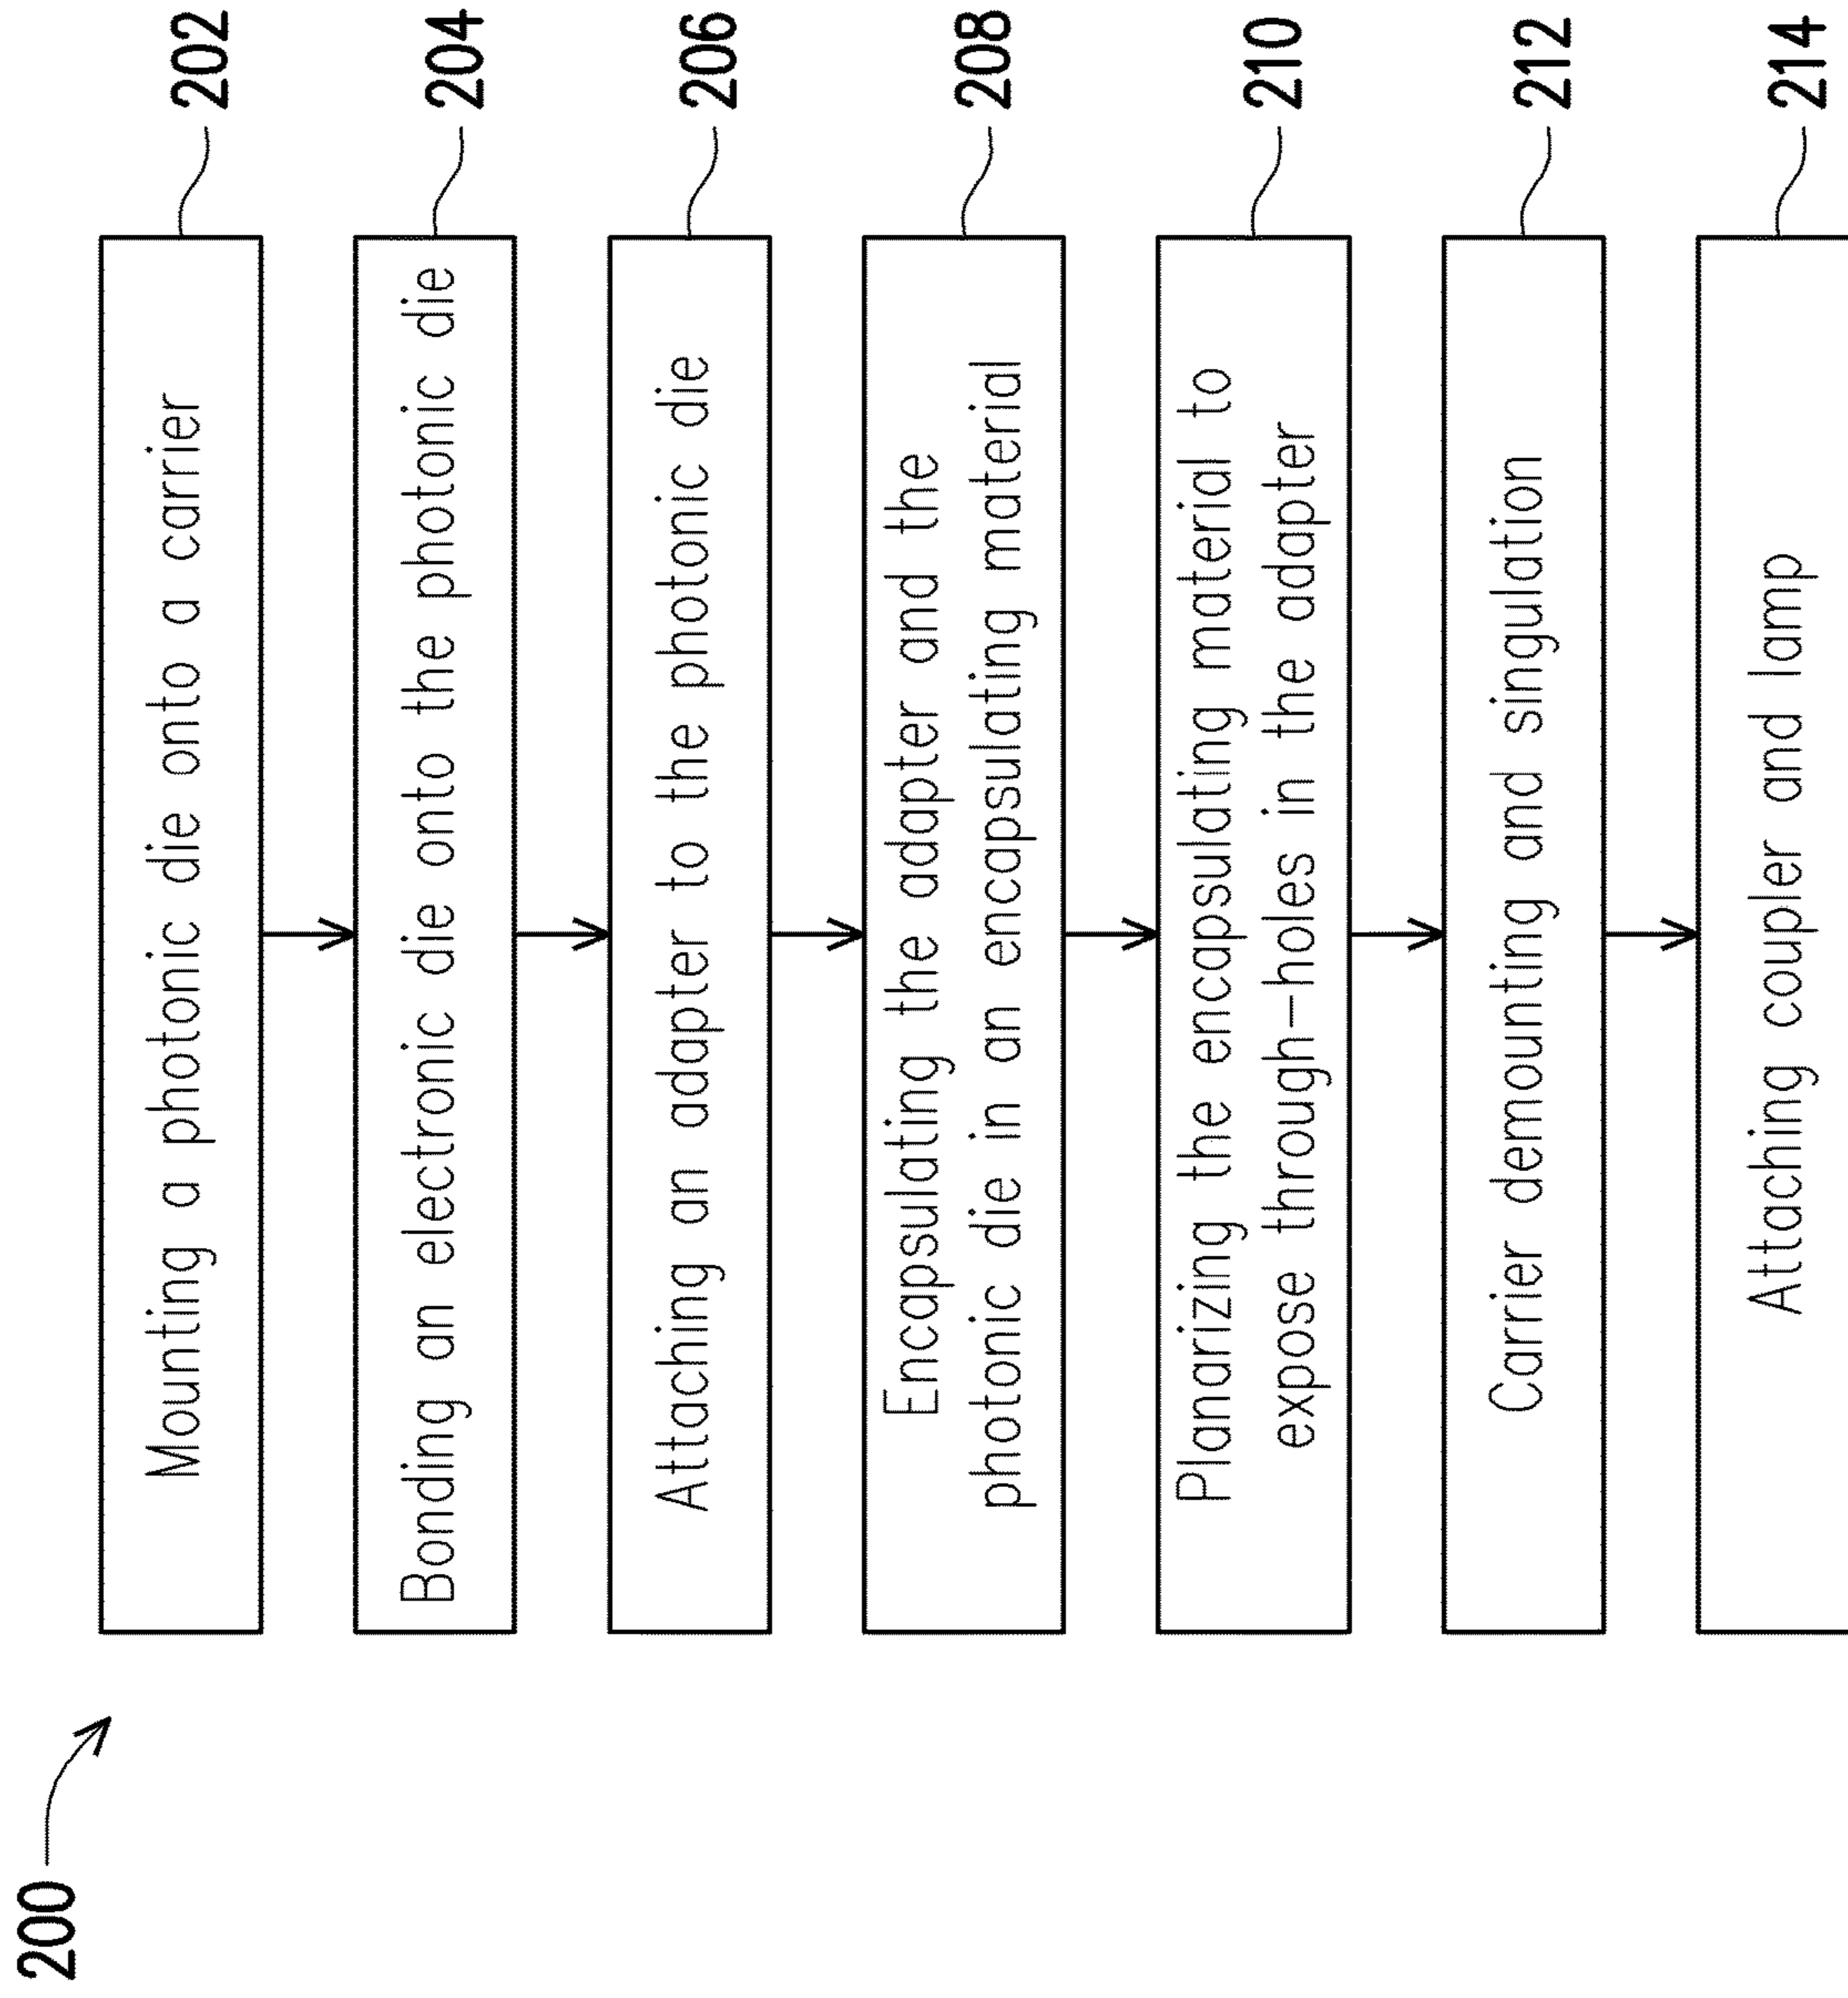 200
Mounting a photonic die onto a carrier
202
Bonding an electronic die onto the photonic die
204
Attaching an adapter to the photonic die
206
Encapsulating the adapter and the
photonic die in an encapsulating material
208
Planarizing the encapsulating material to
expose through-holes in the adapter
210
Carrier demounting and singulation
212
Attaching coupler and lamp
214